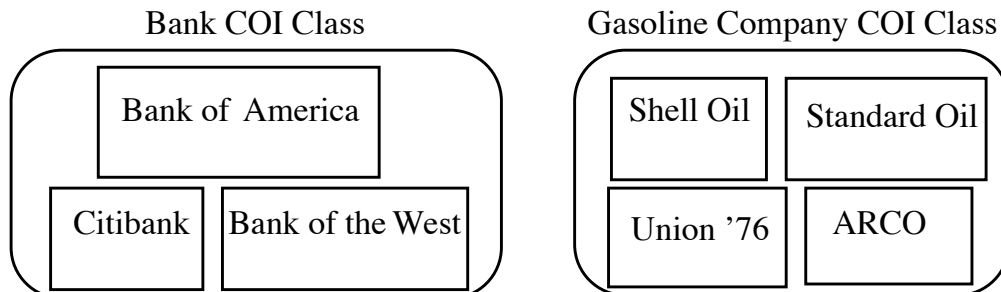 Bank COI Class
Gasoline Company COI Class
Bank of America
Citibank
Bank of the West
Shell Oil
Standard Oil
Union ’76
ARCO